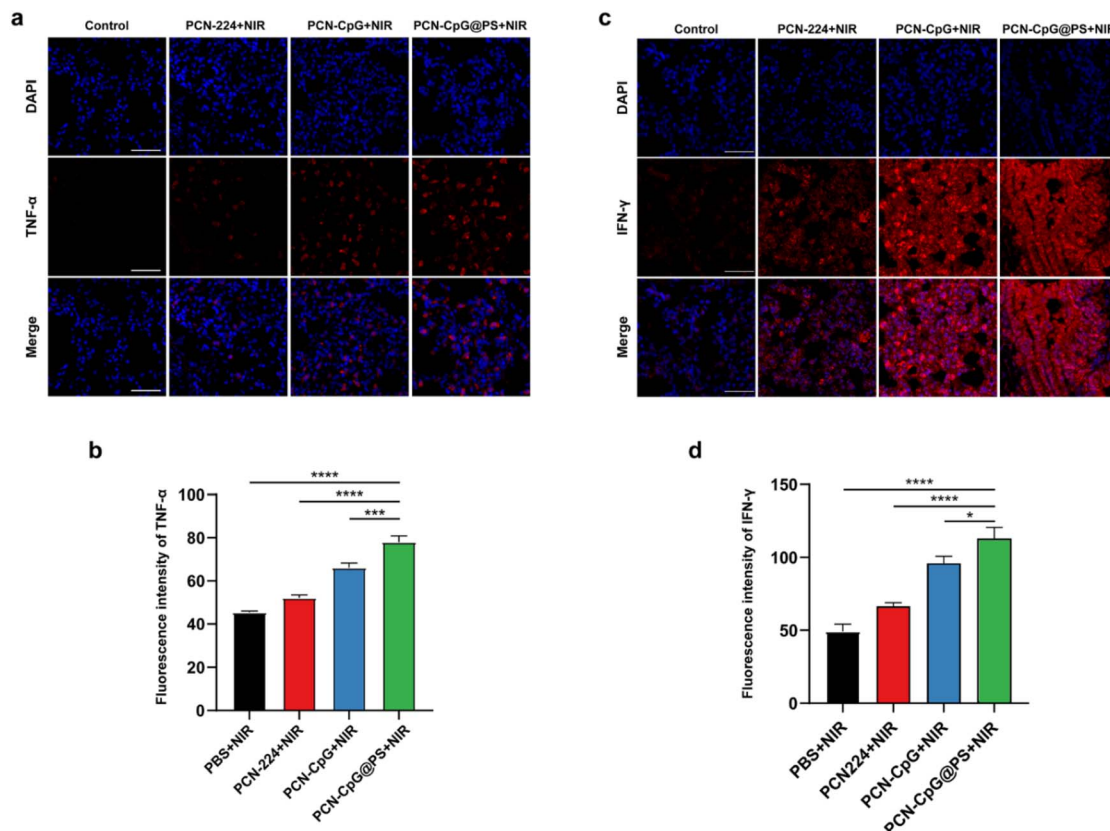 a
Control PCN-224+NIR PCN-CpG+NIR PCN-CpG@PS+NIR
DAPI
TNF-α
Merge
c
Control PCN-224+NIR PCN-CpG+NIR PCN-CpG@PS+NIR
DAPI
IFN-γ
Merge
b
Fluorescence intensity of TNF-α
100
80
60
40
20
0
****
****
***
PBS+NIR
PCN-224+NIR
PCN-CpG+NIR
PCN-CpG@PS+NIR
d
Fluorescence intensity of IFN-γ
150
100
50
0
****
****
*
PBS+NIR
PCN224+NIR
PCN-CpG+NIR
PCN-CpG@PS+NIR